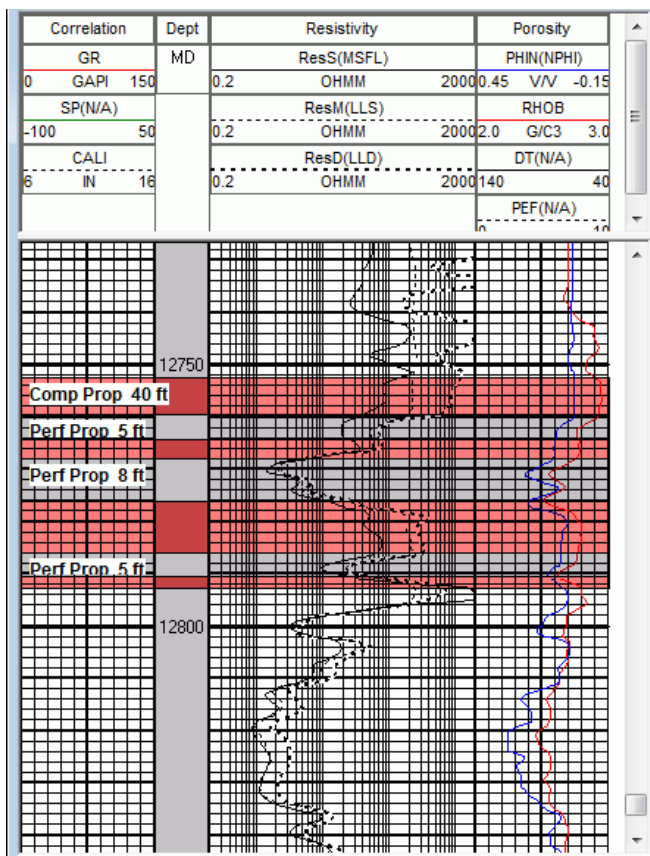 Correlation Dept Resistivity Porosity
GR MD ResS(MSFL) PHIN(NPHI)
0 GAPI 150 0.2 OHMM 2000 0.45 V/V -0.15
SP(N/A) ResM(LLS) RHOB
-100 50 0.2 OHMM 2000 2.0 G/C3 3.0
CALI ResD(LLD) DT(N/A)
6 IN 16 0.2 OHMM 2000 140 40
PEF(N/A)
0 10
12750
Comp Prop 40 ft
Perf Prop 5 ft
Perf Prop 8 ft
Perf Prop 5 ft
12800